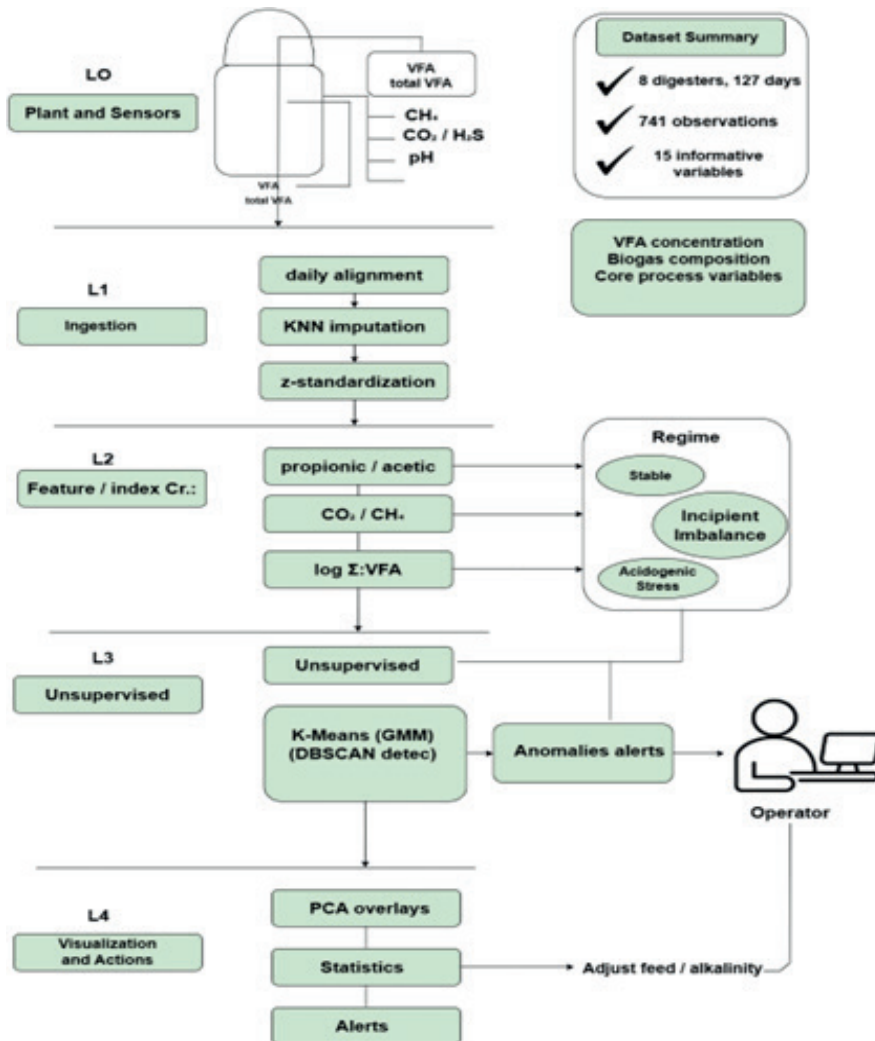 LO
Plant and Sensors
VFA
total VFA
CH₄
CO₂ / H₂S
pH
VFA
total VFA
Dataset Summary
8 digesters, 127 days
741 observations
15 informative
variables
VFA concentration
Biogas composition
Core process variables
L1
Ingestion
daily alignment
KNN imputation
z-standardization
L2
Feature / index Cr.:
propionic / acetic
CO₂ / CH₄
log Σ:VFA
Regime
Stable
Incipient
Imbalance
Acidogenic
Stress
L3
Unsupervised
Unsupervised
K-Means (GMM)
(DBSCAN detec)
Anomalies alerts
Operator
L4
Visualization
and Actions
PCA overlays
Statistics
Alerts
Adjust feed / alkalinity